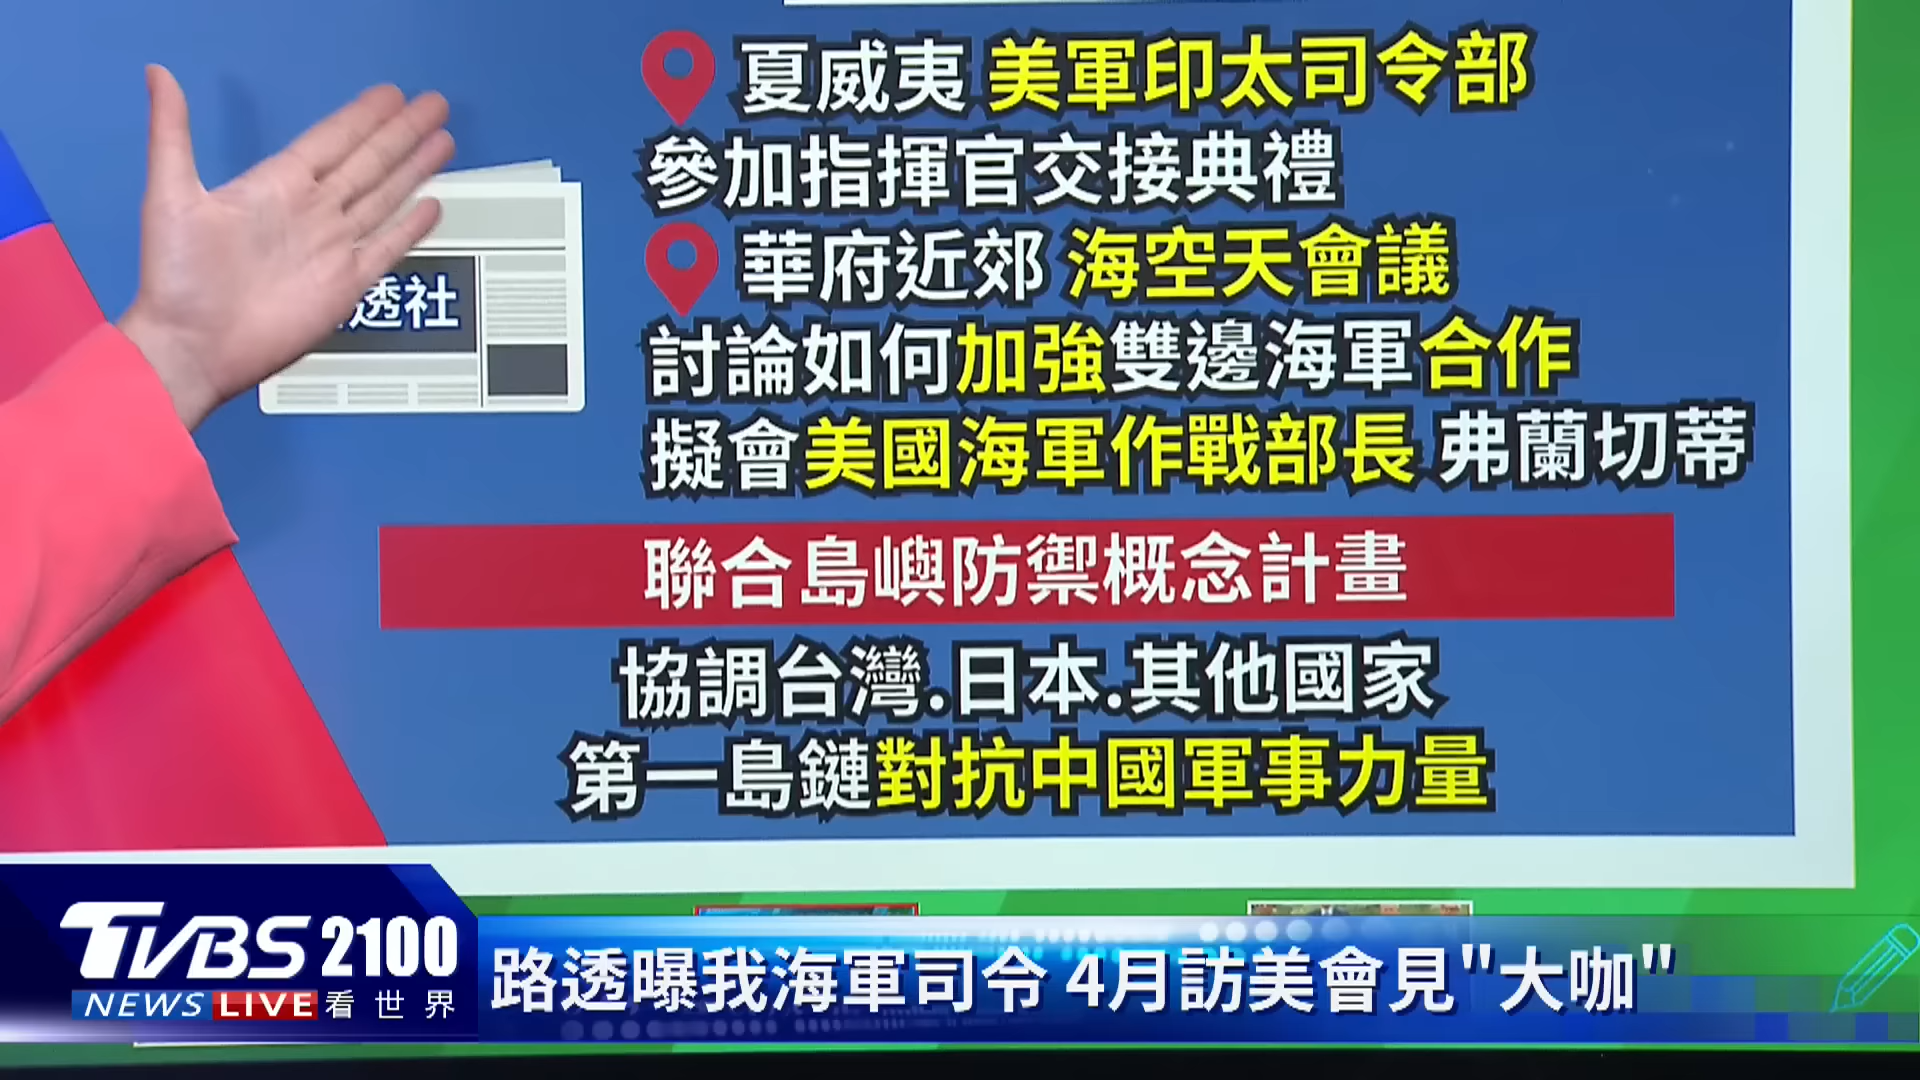 夏威夷 美軍印太司令部
參加指揮官交接典禮
華府近郊 海空天會議
透社
討論如何加強雙邊海軍合作
擬會美國海軍作戰部長 弗蘭切蒂
聯合島嶼防禦概念計畫
協調台灣.日本.其他國家
第一島鏈對抗中國軍事力量
TVBS 2100
NEWS LIVE 看世界
路透曝我海軍司令 4月訪美會見"大咖"